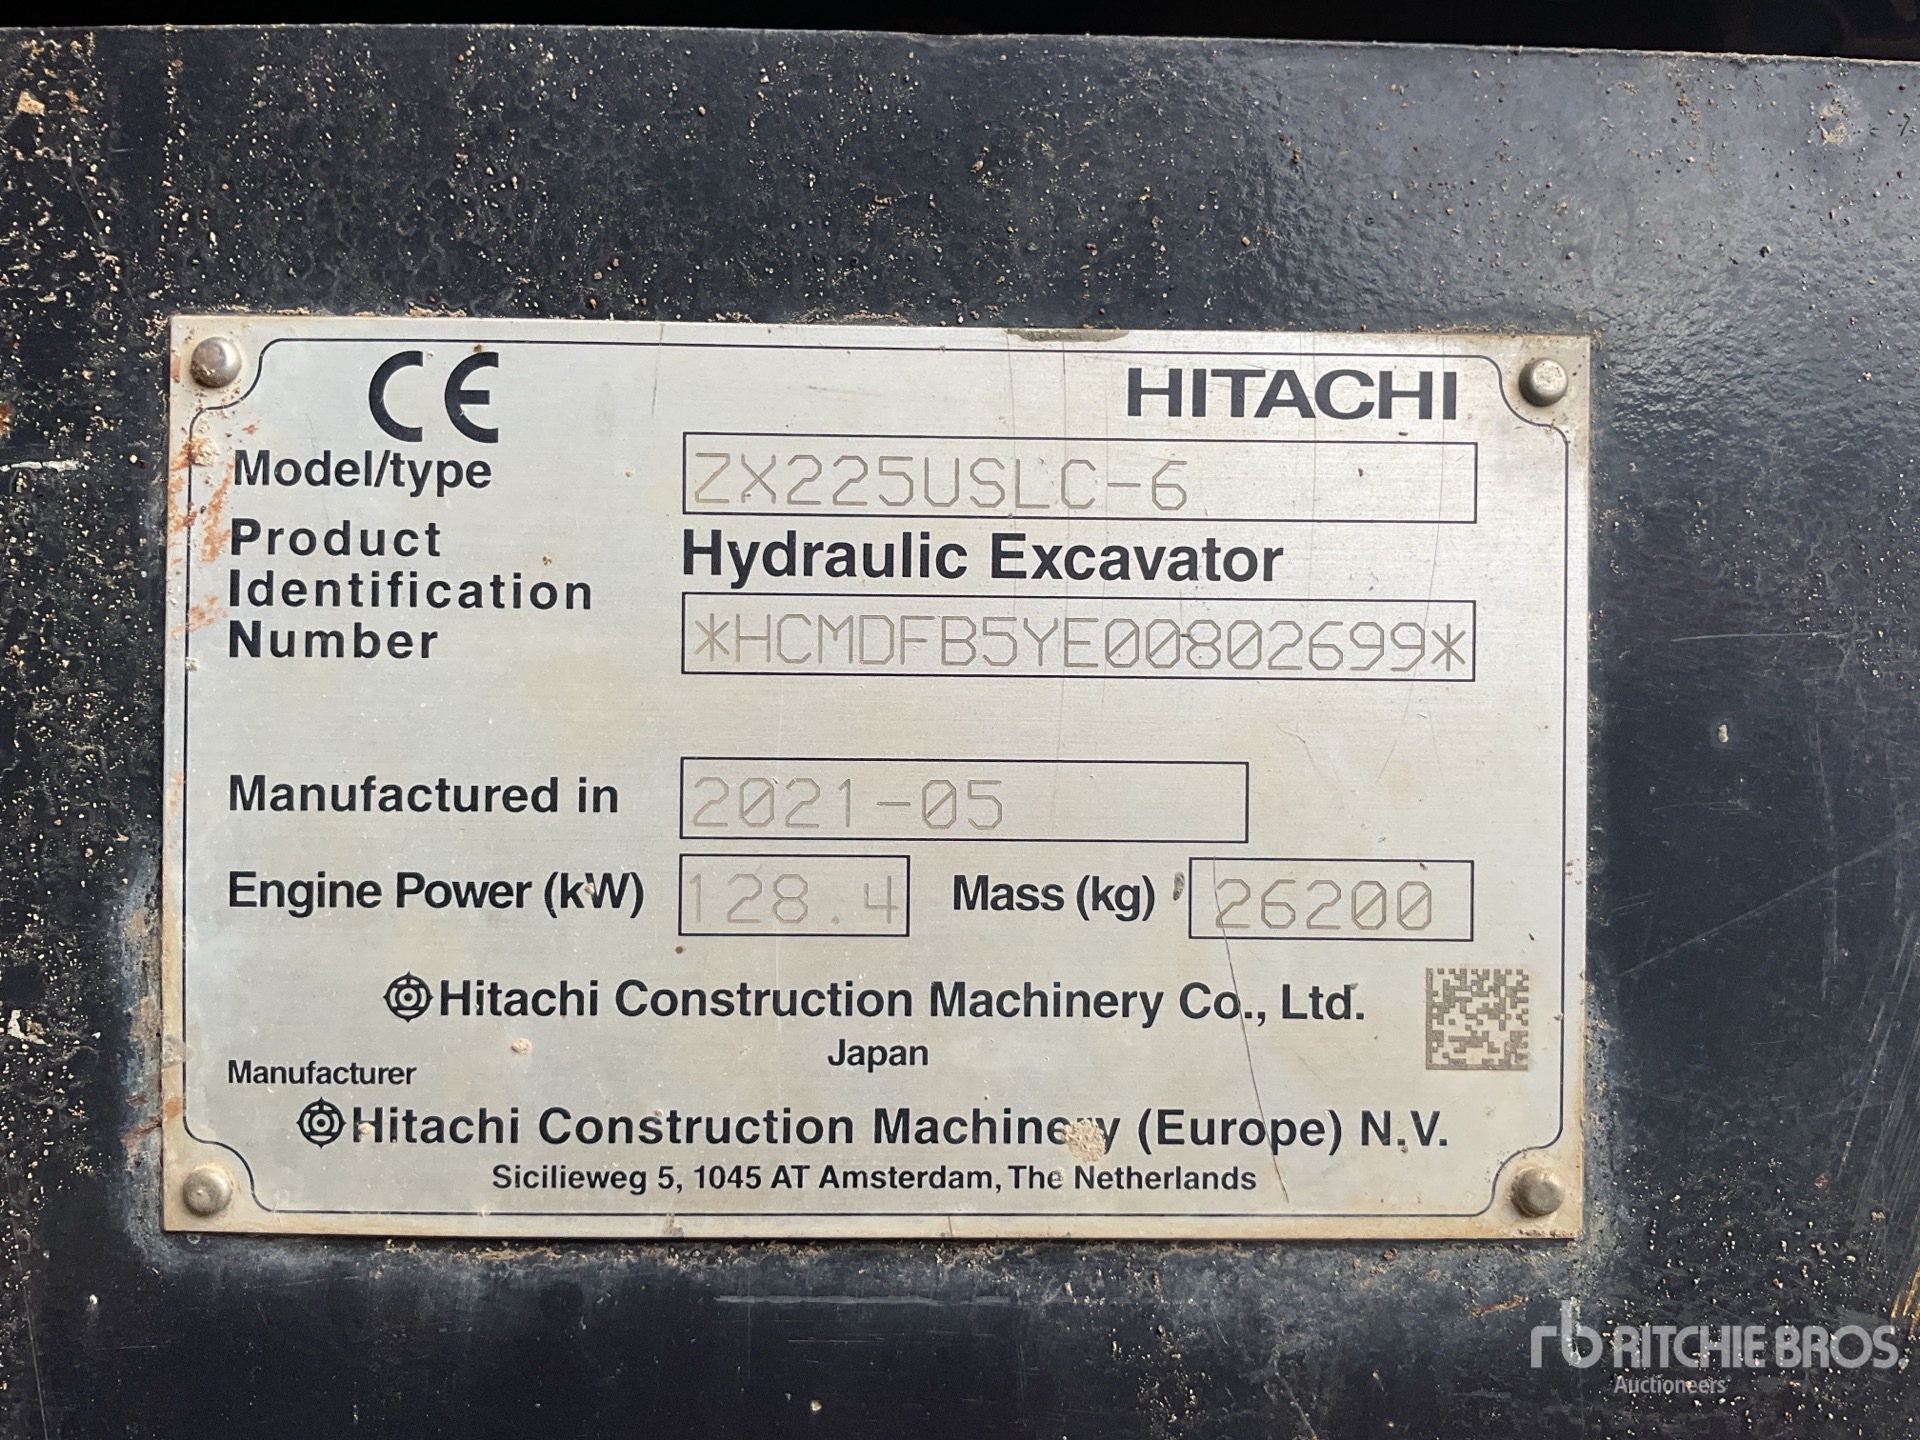 CE
HITACHI
Model/type ZX225USLC-6
Product Identification Number
Hydraulic Excavator
*HCMDFB5YE00802699*
Manufactured in 2021-05
Engine Power (kW) 128.4 Mass (kg) 26200
Hitachi Construction Machinery Co., Ltd.
Japan
Manufacturer
Hitachi Construction Machinery (Europe) N.V.
Sicilieweg 5, 1045 AT Amsterdam, The Netherlands
rb RITCHIE BROS.
Auctioneers